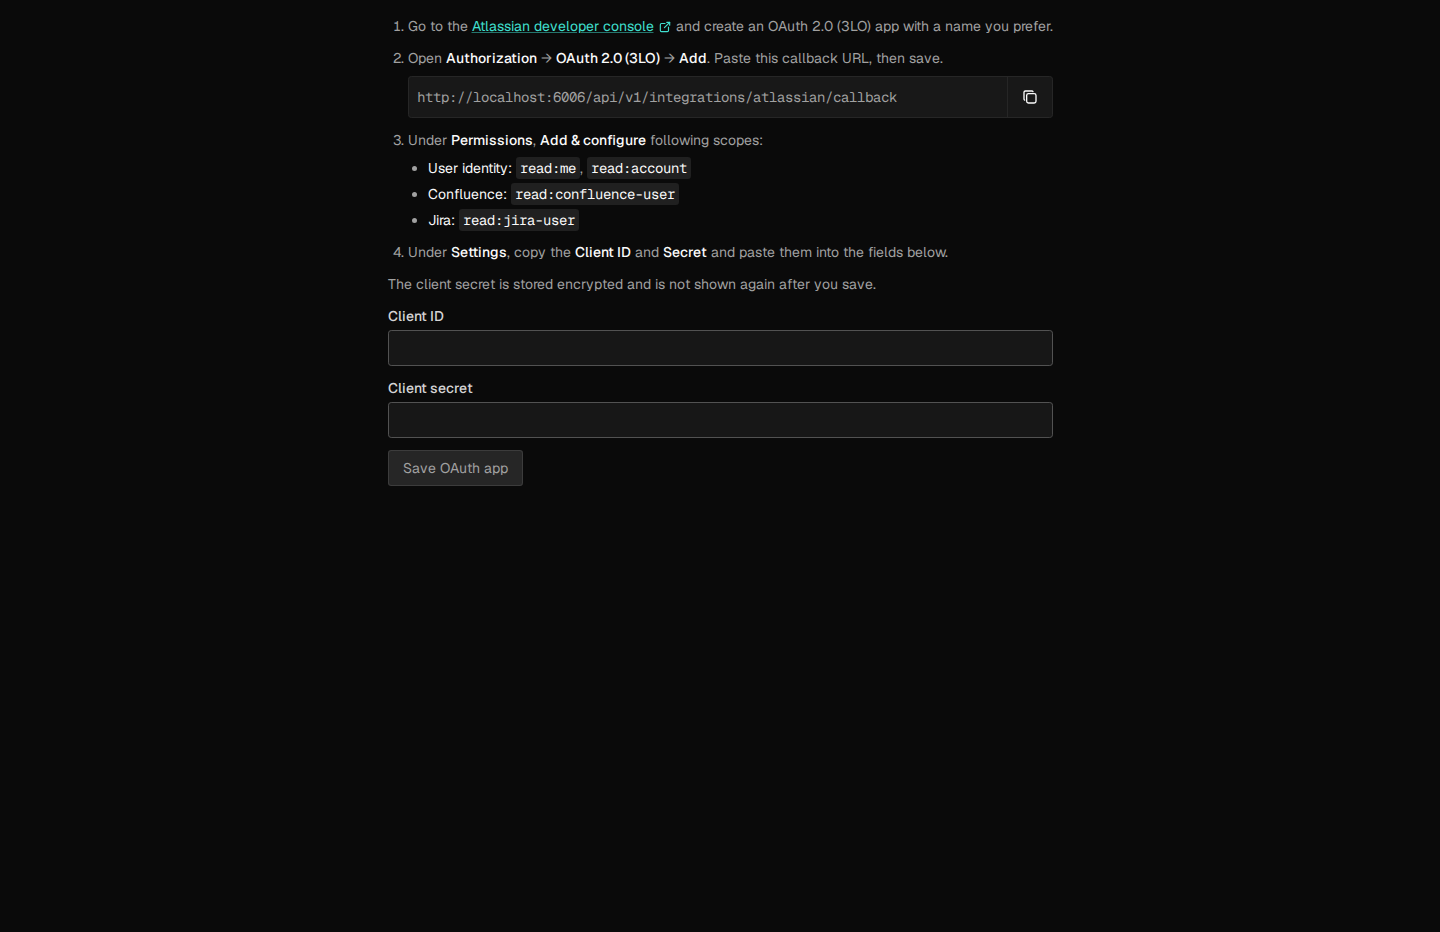 1. Go to the Atlassian developer console and create an OAuth 2.0 (3LO) app with a name you prefer.
2. Open Authorization → OAuth 2.0 (3LO) → Add. Paste this callback URL, then save.
http://localhost:6006/api/v1/integrations/atlassian/callback
3. Under Permissions, Add & configure following scopes:
• User identity: read:me, read:account
• Confluence: read:confluence-user
• Jira: read:jira-user
4. Under Settings, copy the Client ID and Secret and paste them into the fields below.
The client secret is stored encrypted and is not shown again after you save.
Client ID
Client secret
Save OAuth app